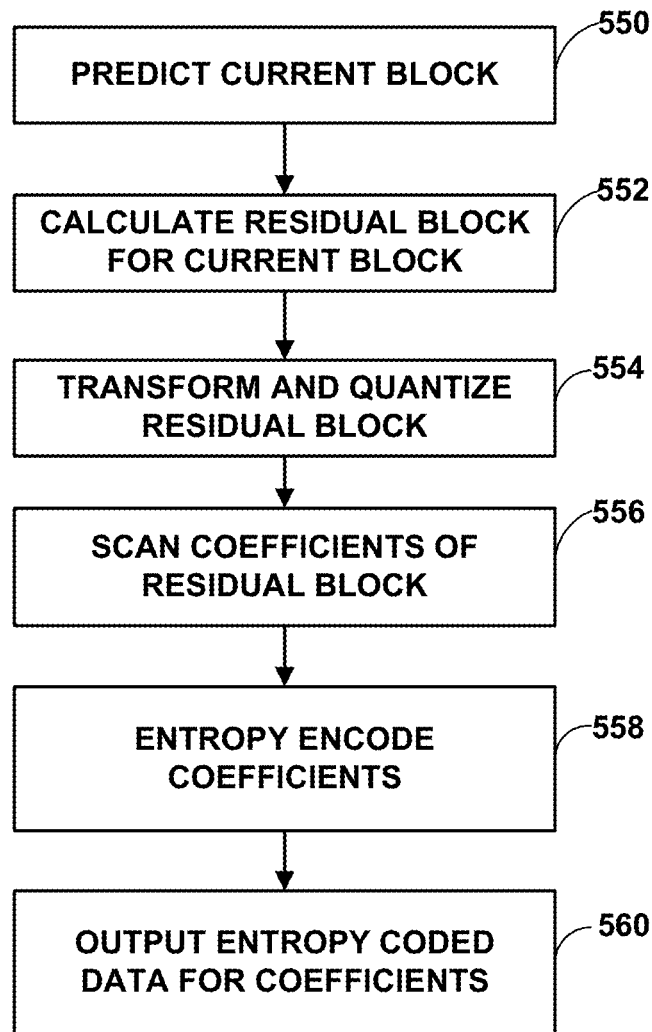 550
PREDICT CURRENT BLOCK
552
CALCULATE RESIDUAL BLOCK
FOR CURRENT BLOCK
554
TRANSFORM AND QUANTIZE
RESIDUAL BLOCK
556
SCAN COEFFICIENTS OF
RESIDUAL BLOCK
558
ENTROPY ENCODE
COEFFICIENTS
560
OUTPUT ENTROPY CODED
DATA FOR COEFFICIENTS